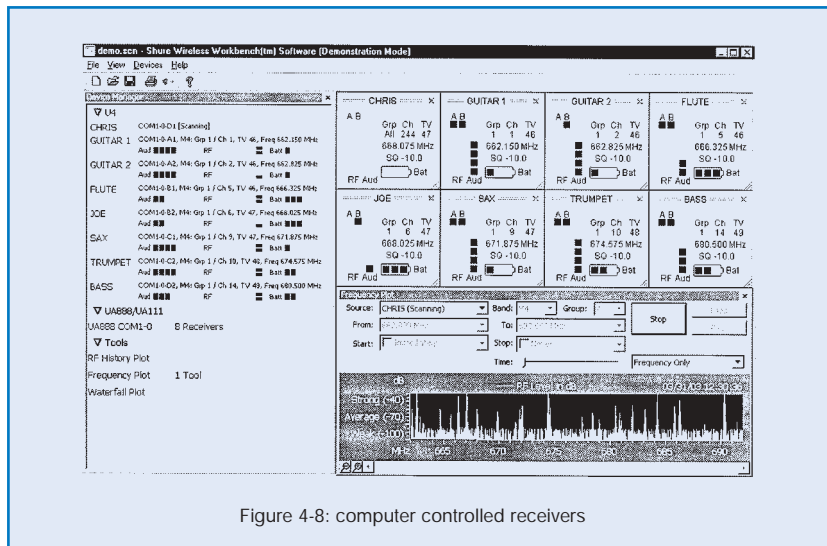 demo.scn - Shure Wireless Workbench[tm] Software (Demonstration Mode)
File View Devices Help
U4
CHRIS COM1-0-D1 [Scanning]
GUITAR 1 COM1-0-A1, M4: Grp 1 / Ch 1, TV 46, Freq 662.150 MHz
Aud RF Batt
GUITAR 2 COM1-0-A2, M4: Grp 1 / Ch 2, TV 46, Freq 662.825 MHz
Aud RF Batt
FLUTE COM1-0-B1, M4: Grp 1 / Ch 5, TV 46, Freq 666.325 MHz
Aud RF Batt
JOE COM1-0-B2, M4: Grp 1 / Ch 6, TV 47, Freq 668.025 MHz
Aud RF Batt
SAX COM1-0-C1, M4: Grp 1 / Ch 9, TV 47, Freq 671.875 MHz
Aud RF Batt
TRUMPET COM1-0-C2, M4: Grp 1 / Ch 10, TV 48, Freq 674.575 MHz
Aud RF Batt
BASS Grp 1 / Ch 14, TV 49, Freq 680.500 MHz
Aud RF Batt
UA888/UA111
UA888 COM1-0 8 Receivers
Tools
RF History Plot
Frequency Plot 1 Tool
Waterfall Plot
CHRIS
A B
Grp Ch TV
All 244 47
668.075 MHz
SQ -10.0
RF Aud Bat
GUITAR 1
A B
Grp Ch TV
1 1 46
662.150 MHz
SQ -10.0
RF Aud Bat
GUITAR 2
A B
Grp Ch TV
1 2 46
662.825 MHz
SQ -10.0
RF Aud Bat
FLUTE
A B
Grp Ch TV
1 5 46
666.325 MHz
SQ -10.0
RF Aud Bat
JOE
A B
Grp Ch TV
1 6 47
668.025 MHz
SQ -10.0
RF Aud Bat
SAX
A B
Grp Ch TV
1 9 47
671.875 MHz
SQ -10.0
RF Aud Bat
TRUMPET
A B
Grp Ch TV
1 10 48
674.575 MHz
SQ -10.0
RF Aud Bat
BASS
A B
Grp Ch TV
1 14 49
680.500 MHz
SQ -10.0
RF Aud Bat
Source: CHRIS (Scanning) Band: M4 Group: Stop
From: To:
Start: Stop:
Time: Frequency Only
dB RF Level in dB
Strong (-40)
Average (-70)
(-100)
MHz 665 670 675 680 685 690
Figure 4-8: computer controlled receivers